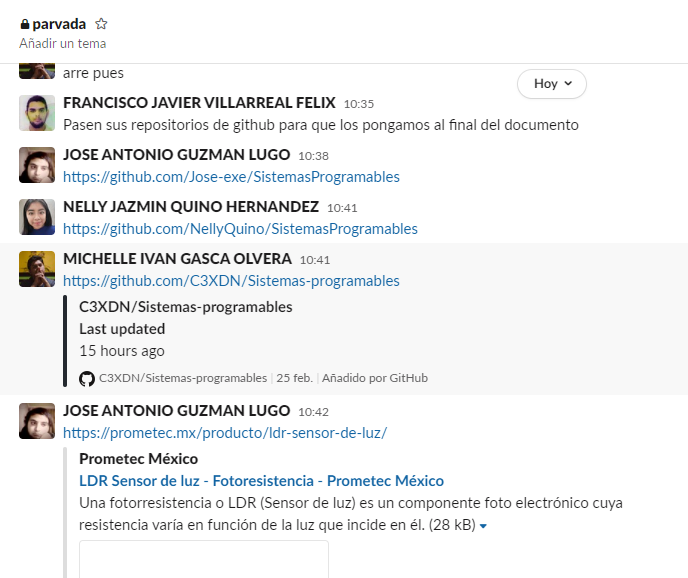 parvada
Añadir un tema
arre pues
Hoy
FRANCISCO JAVIER VILLARREAL FELIX 10:35
Pasen sus repositorios de github para que los pongamos al final del documento
JOSE ANTONIO GUZMAN LUGO 10:38
https://github.com/Jose-exe/SistemasProgramables
NELLY JAZMIN QUINO HERNANDEZ 10:41
https://github.com/NellyQuino/SistemasProgramables
MICHELLE IVAN GASCA OLVERA 10:41
https://github.com/C3XDN/Sistemas-programables
C3XDN/Sistemas-programables
Last updated
15 hours ago
C3XDN/Sistemas-programables | 25 feb. | Añadido por GitHub
JOSE ANTONIO GUZMAN LUGO 10:42
https://prometec.mx/producto/ldr-sensor-de-luz/
Prometec México
LDR Sensor de luz - Fotoresistencia - Prometec México
Una fotorresistencia o LDR (Sensor de luz) es un componente foto electrónico cuya
resistencia varía en función de la luz que incide en él. (28 kB)